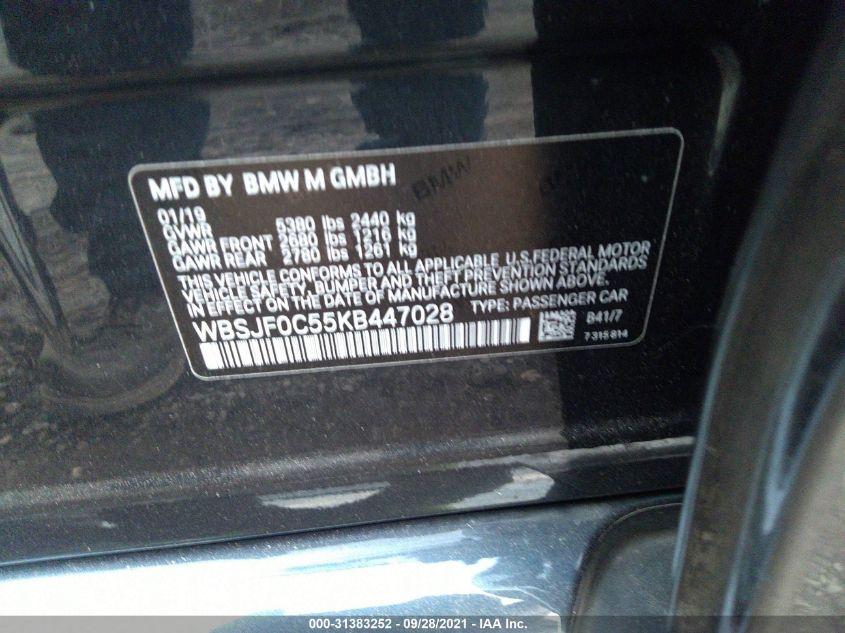 MFD BY BMW M GMBH
01/19
GVWR 5380 lbs 2440 kg
GAWR FRONT 2680 lbs 1216 kg
GAWR REAR 2780 lbs 1261 kg
THIS VEHICLE CONFORMS TO ALL APPLICABLE U.S.FEDERAL MOTOR
VEHICLE SAFETY, BUMPER AND THEFT PREVENTION STANDARDS
IN EFFECT ON THE DATE OF MANUFACTURE SHOWN ABOVE.
WBSJF0C55KB447028 TYPE: PASSENGER CAR
B41/7
7 315 814
BMW
000-31383252 - 09/28/2021 - IAA Inc.